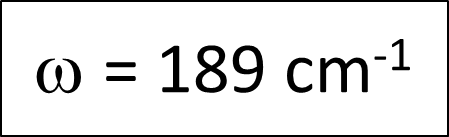 ω = 189 cm⁻¹